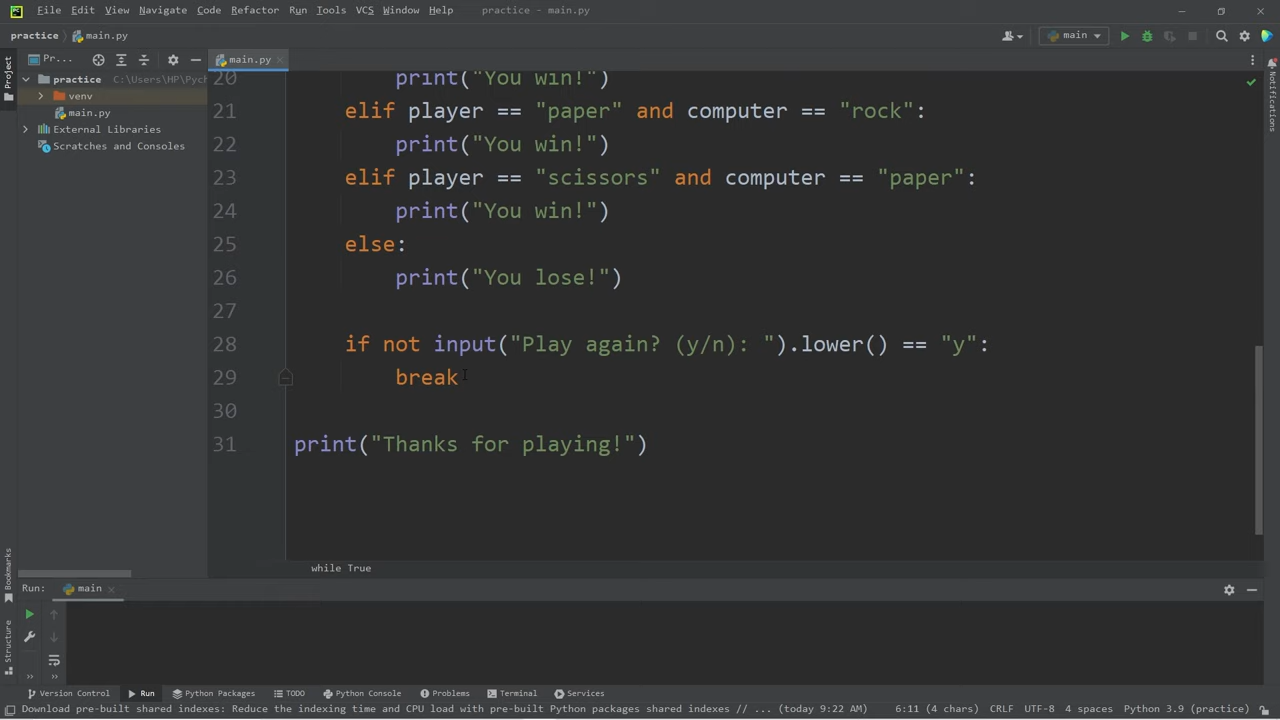 File Edit View Navigate Code Refactor Run Tools VCS Window Help practice - main.py
practice main.py main
Pr... main.py
practice C:\Users\HP\Pych
venv
main.py
External Libraries
Scratches and Consoles
Project
Notifications
20 print("You win!")
21 elif player == "paper" and computer == "rock":
22 print("You win!")
23 elif player == "scissors" and computer == "paper":
24 print("You win!")
25 else:
26 print("You lose!")
27
28 if not input("Play again? (y/n): ").lower() == "y":
29 break
30
31 print("Thanks for playing!")
while True
Bookmarks
Structure
Run: main
Version Control Run Python Packages TODO Python Console Problems Terminal Services
Download pre-built shared indexes: Reduce the indexing time and CPU load with pre-built Python packages shared indexes // ... (today 9:22 AM) 6:11 (4 chars) CRLF UTF-8 4 spaces Python 3.9 (practice)